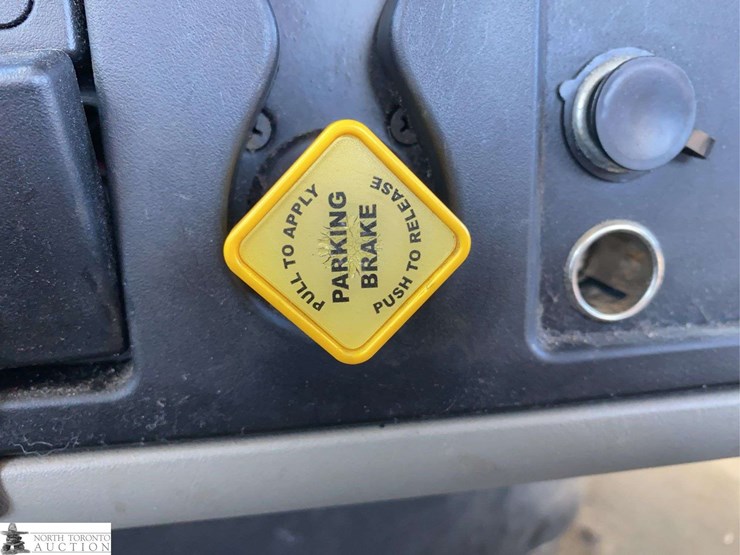 PULL TO APPLY
PARKING
BRAKE
PUSH TO RELEASE
NORTH TORONTO
AUCTION